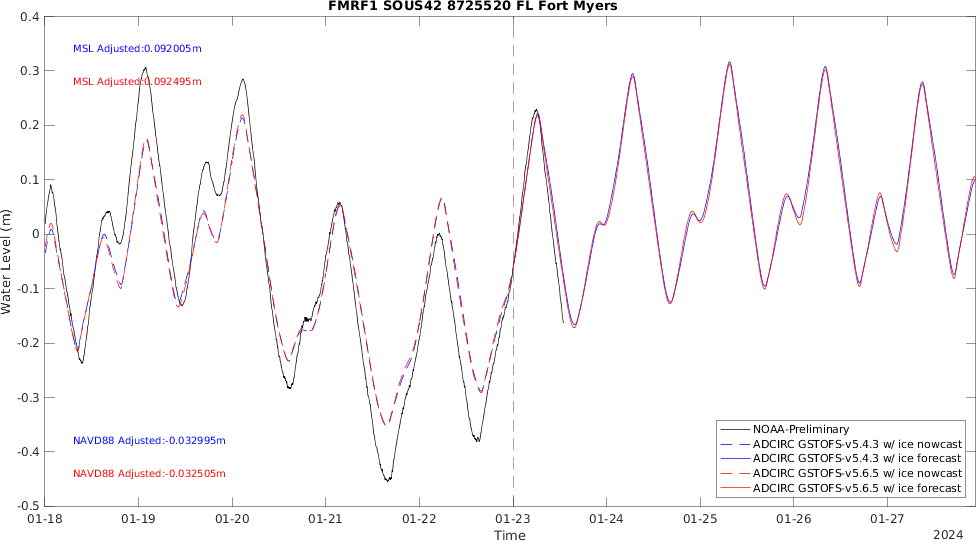 FMRF1 SOUS42 8725520 FL Fort Myers
0.4
0.3
0.2
0.1
0
-0.1
-0.2
-0.3
-0.4
-0.5
Water Level (m)
MSL Adjusted:0.092005m
MSL Adjusted:0.092495m
NAVD88 Adjusted:-0.032995m
NAVD88 Adjusted:-0.032505m
NOAA-Preliminary
ADCIRC GSTOFS-v5.4.3 w/ ice nowcast
ADCIRC GSTOFS-v5.4.3 w/ ice forecast
ADCIRC GSTOFS-v5.6.5 w/ ice nowcast
ADCIRC GSTOFS-v5.6.5 w/ ice forecast
01-18 01-19 01-20 01-21 01-22 01-23 01-24 01-25 01-26 01-27
Time
2024